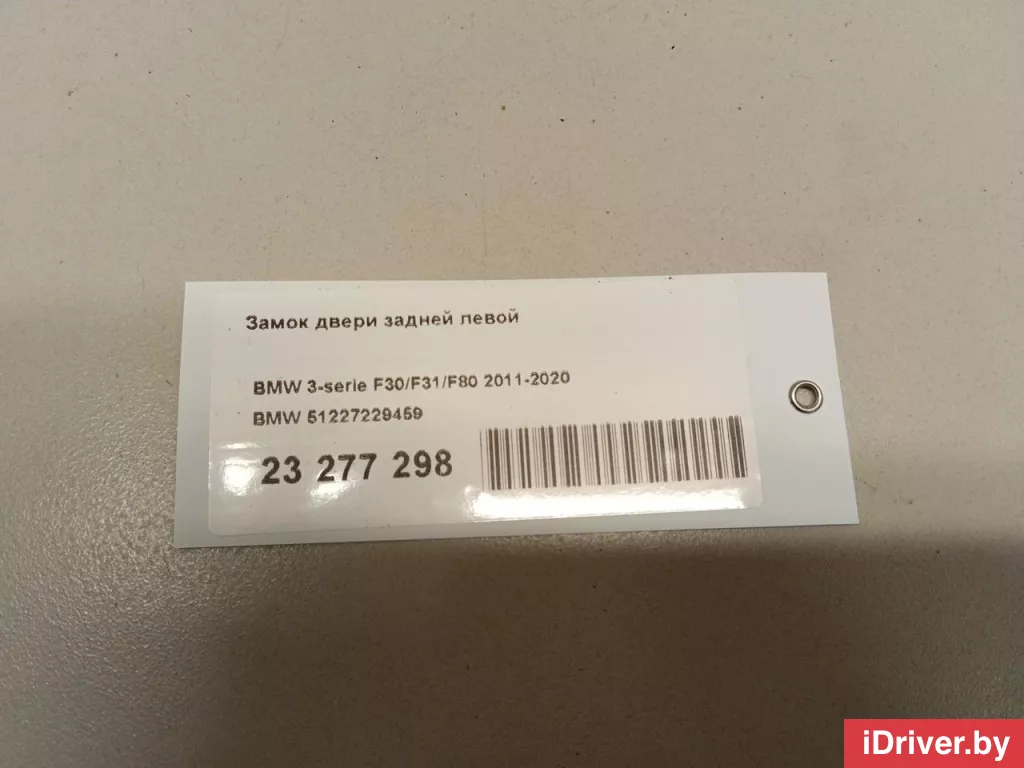 Замок двери задней левой
BMW 3-serie F30/F31/F80 2011-2020
BMW 51227229459
23 277 298
iDriver.by